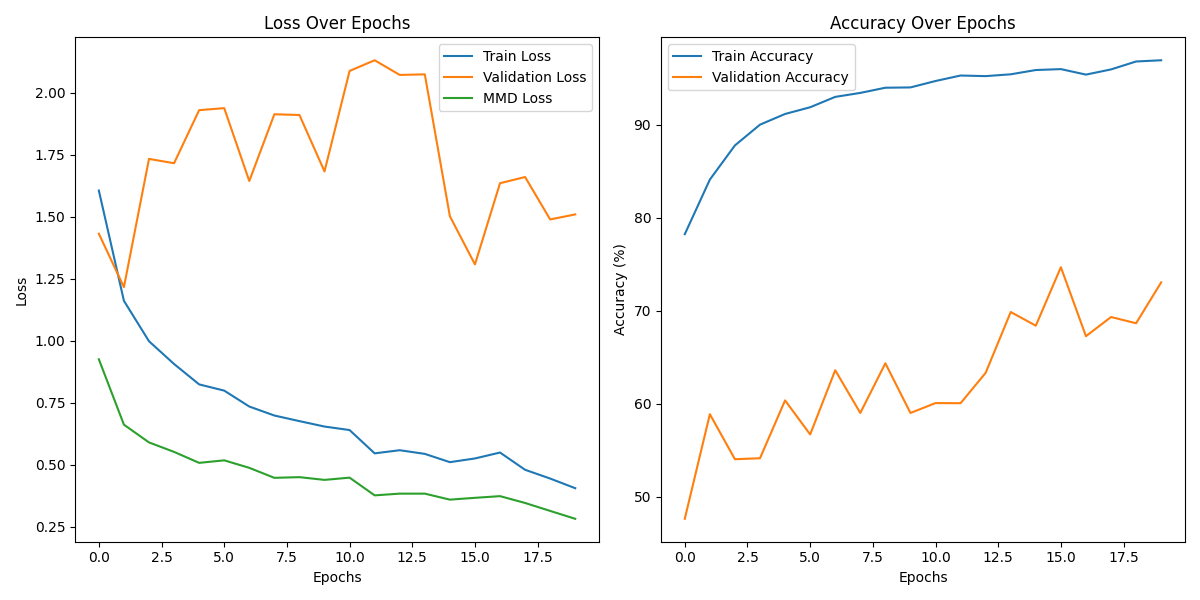 Loss Over Epochs
Train Loss
Validation Loss
MMD Loss
2.00
1.75
1.50
1.25
1.00
0.75
0.50
0.25
Loss
0.0 2.5 5.0 7.5 10.0 12.5 15.0 17.5
Epochs
Accuracy Over Epochs
Train Accuracy
Validation Accuracy
90
80
70
60
50
Accuracy (%)
0.0 2.5 5.0 7.5 10.0 12.5 15.0 17.5
Epochs